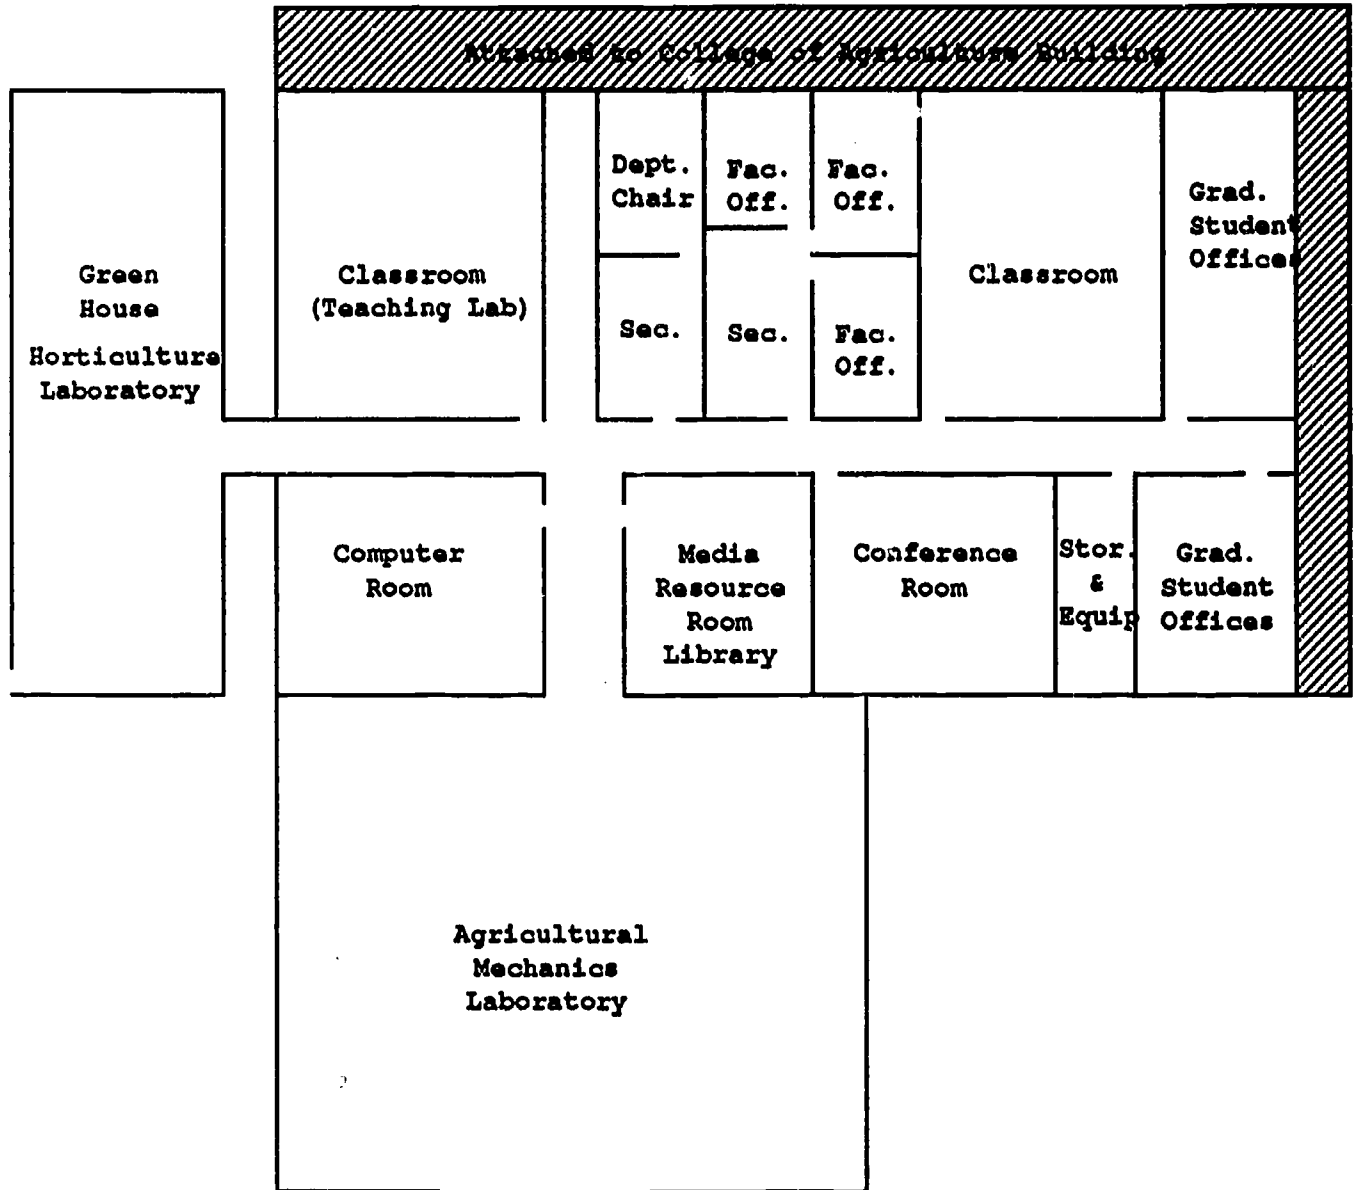 Attached to College of Agriculture Building
Green
House
Horticulture
Laboratory
Classroom
(Teaching Lab)
Dept.
Chair
Fac.
Off.
Fac.
Off.
Sec.
Sec.
Fac.
Off.
Classroom
Grad.
Student
Offices
Computer
Room
Media
Resource
Room
Library
Conference
Room
Stor.
&
Equip
Grad.
Student
Offices
Agricultural
Mechanics
Laboratory